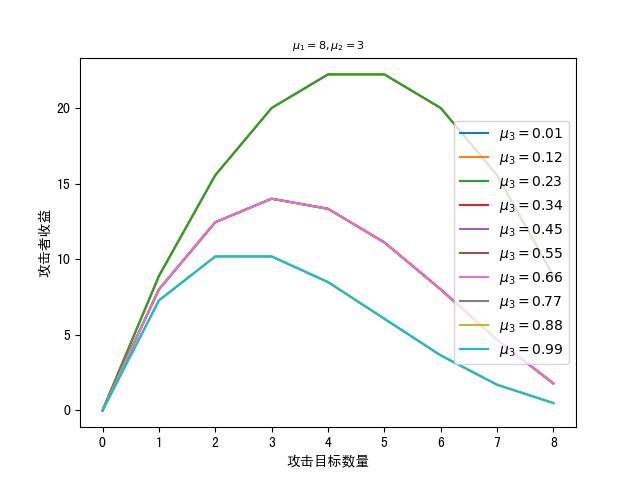 μ₁ = 8, μ₂ = 3
攻击者收益
20
15
10
5
0
0 1 2 3 4 5 6 7 8
攻击目标数量
μ₃ = 0.01
μ₃ = 0.12
μ₃ = 0.23
μ₃ = 0.34
μ₃ = 0.45
μ₃ = 0.55
μ₃ = 0.66
μ₃ = 0.77
μ₃ = 0.88
μ₃ = 0.99